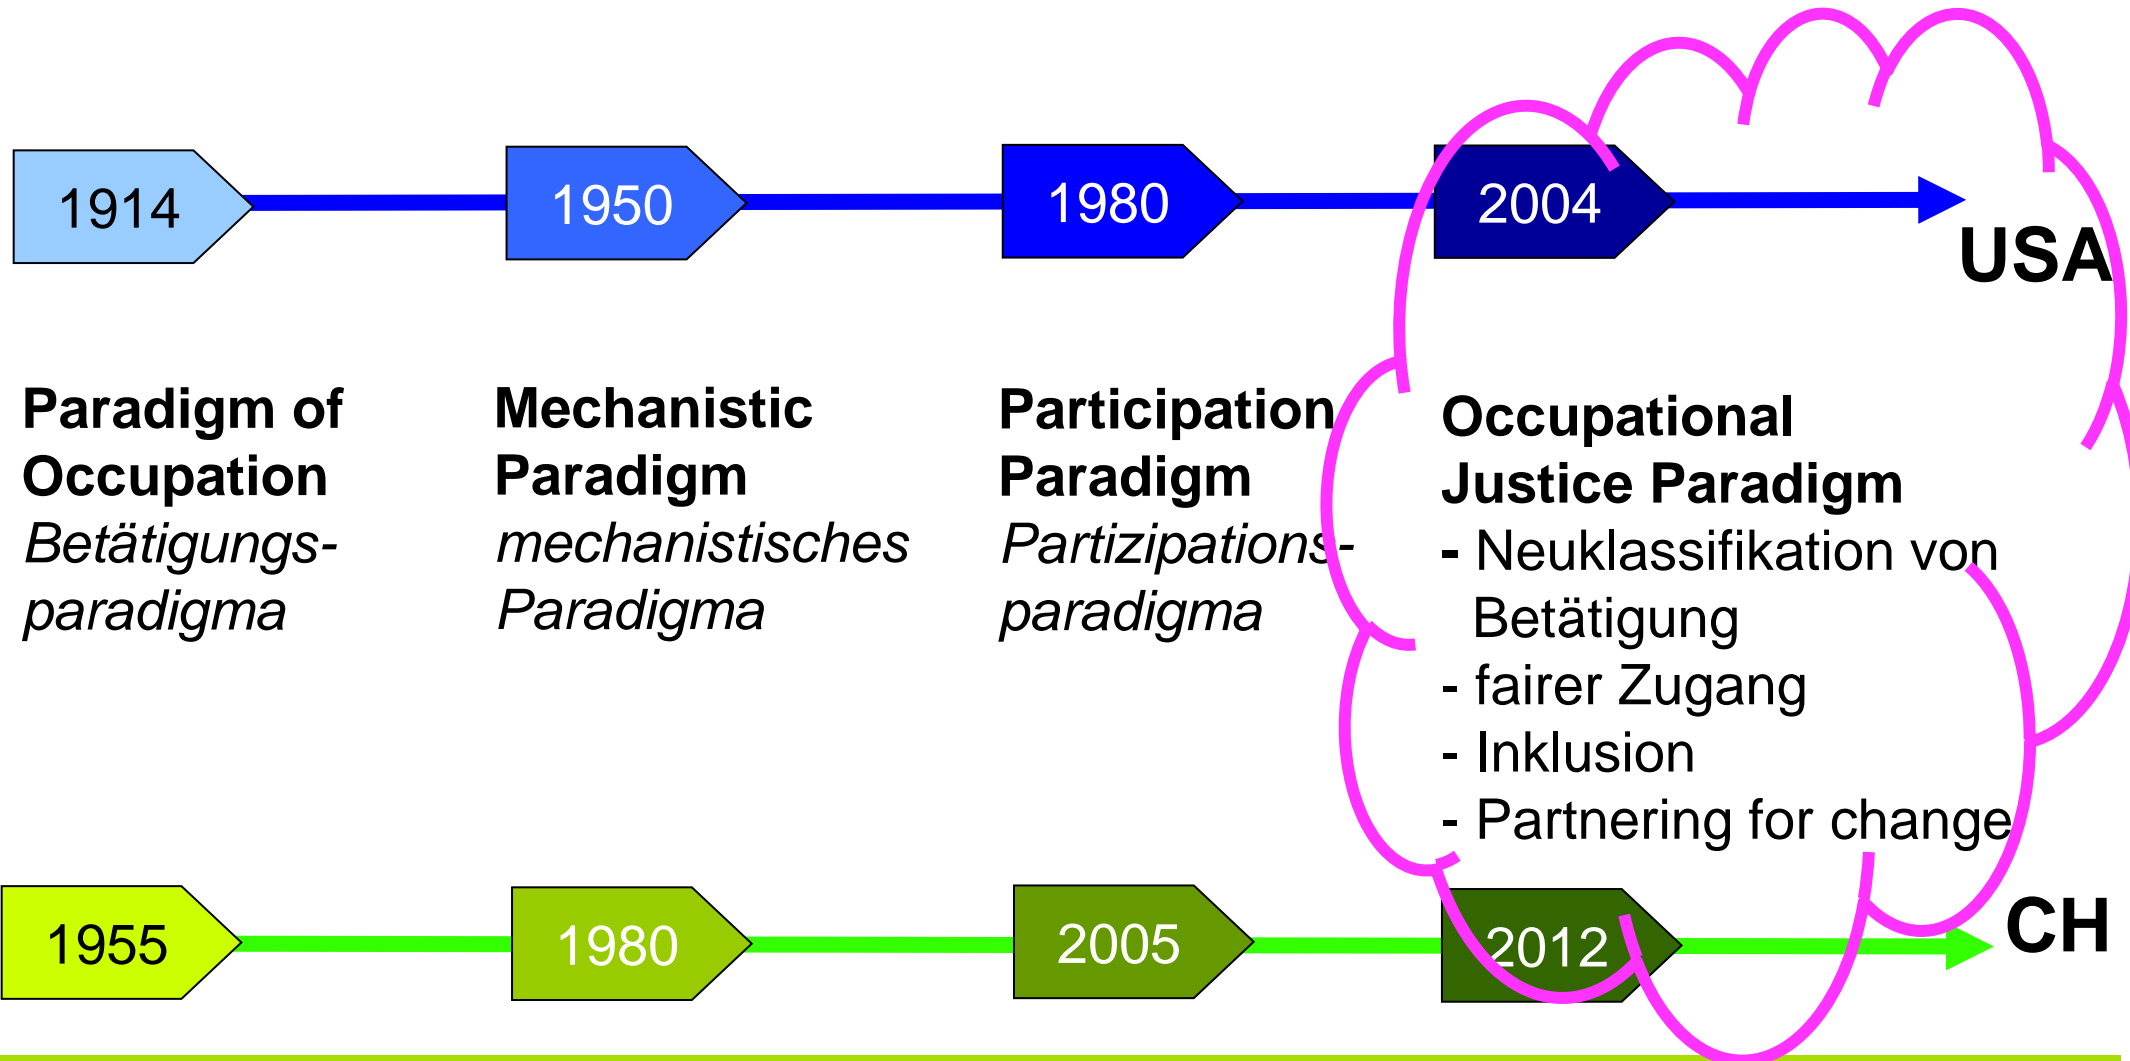 1914
1950
1980
2004
USA
Paradigm of
Occupation
Betätigungs-
paradigma
Mechanistic
Paradigm
mechanistisches
Paradigma
Participation
Paradigm
Partizipations-
paradigma
Occupational
Justice Paradigm
- Neuklassifikation von
Betätigung
- fairer Zugang
- Inklusion
- Partnering for change
1955
1980
2005
2012
CH